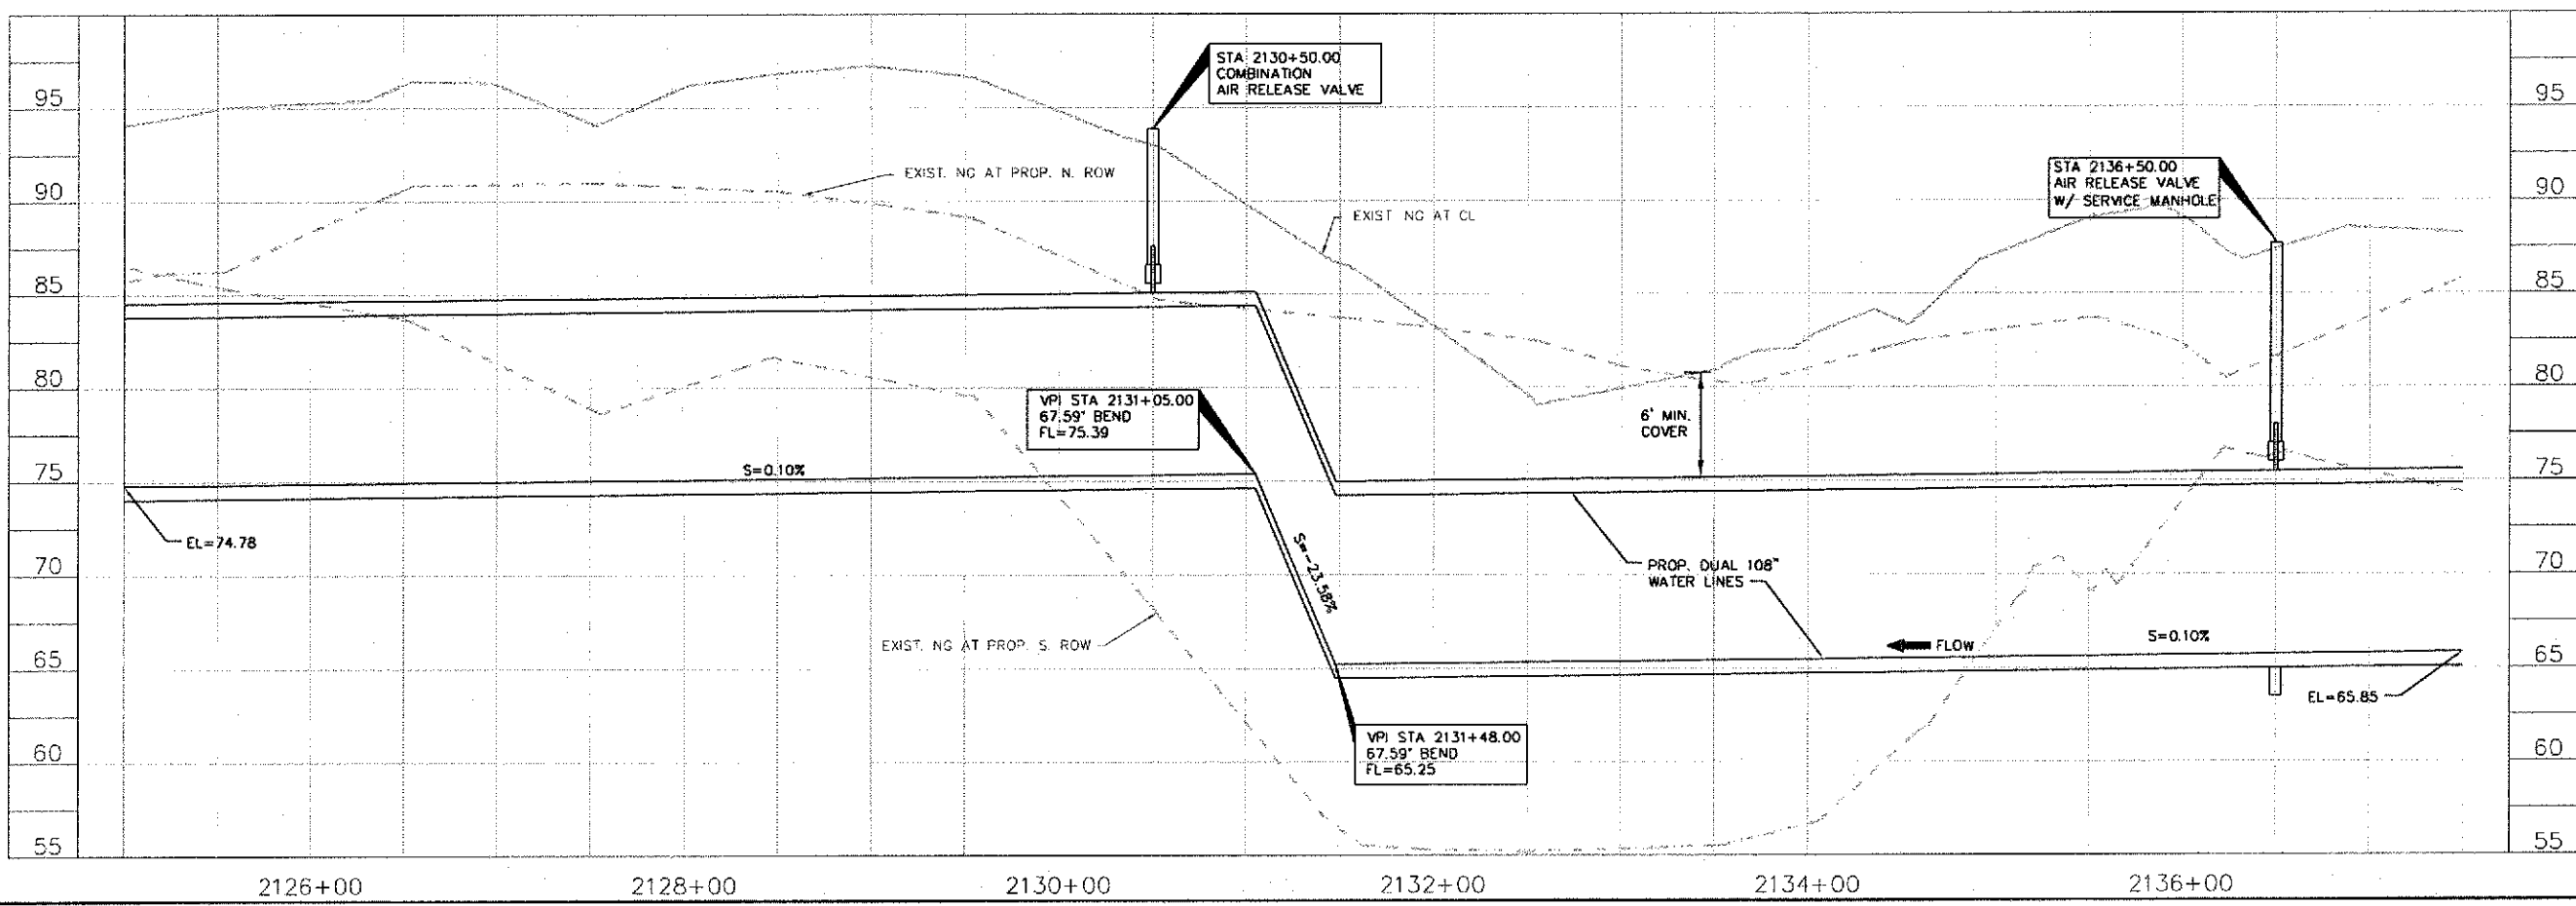 STA 2130+50.00
COMBINATION
AIR RELEASE VALVE
95
95
STA 2136+50.00
AIR RELEASE VALVE
W/ SERVICE MANHOLE
EXIST. NG AT PROP. N. ROW
90
90
EXIST NG AT CL
85
85
80
80
VPI STA 2131+05.00
67.59° BEND
FL=75.39
6' MIN.
COVER
75
S=0.10%
75
EL=74.78
S=-23.58%
70
PROP. DUAL 108"
WATER LINES
70
EXIST. NG AT PROP. S. ROW
FLOW
S=0.10%
65
65
EL=65.85
VPI STA 2131+48.00
67.59° BEND
FL=65.25
60
60
55
55
2126+00
2128+00
2130+00
2132+00
2134+00
2136+00